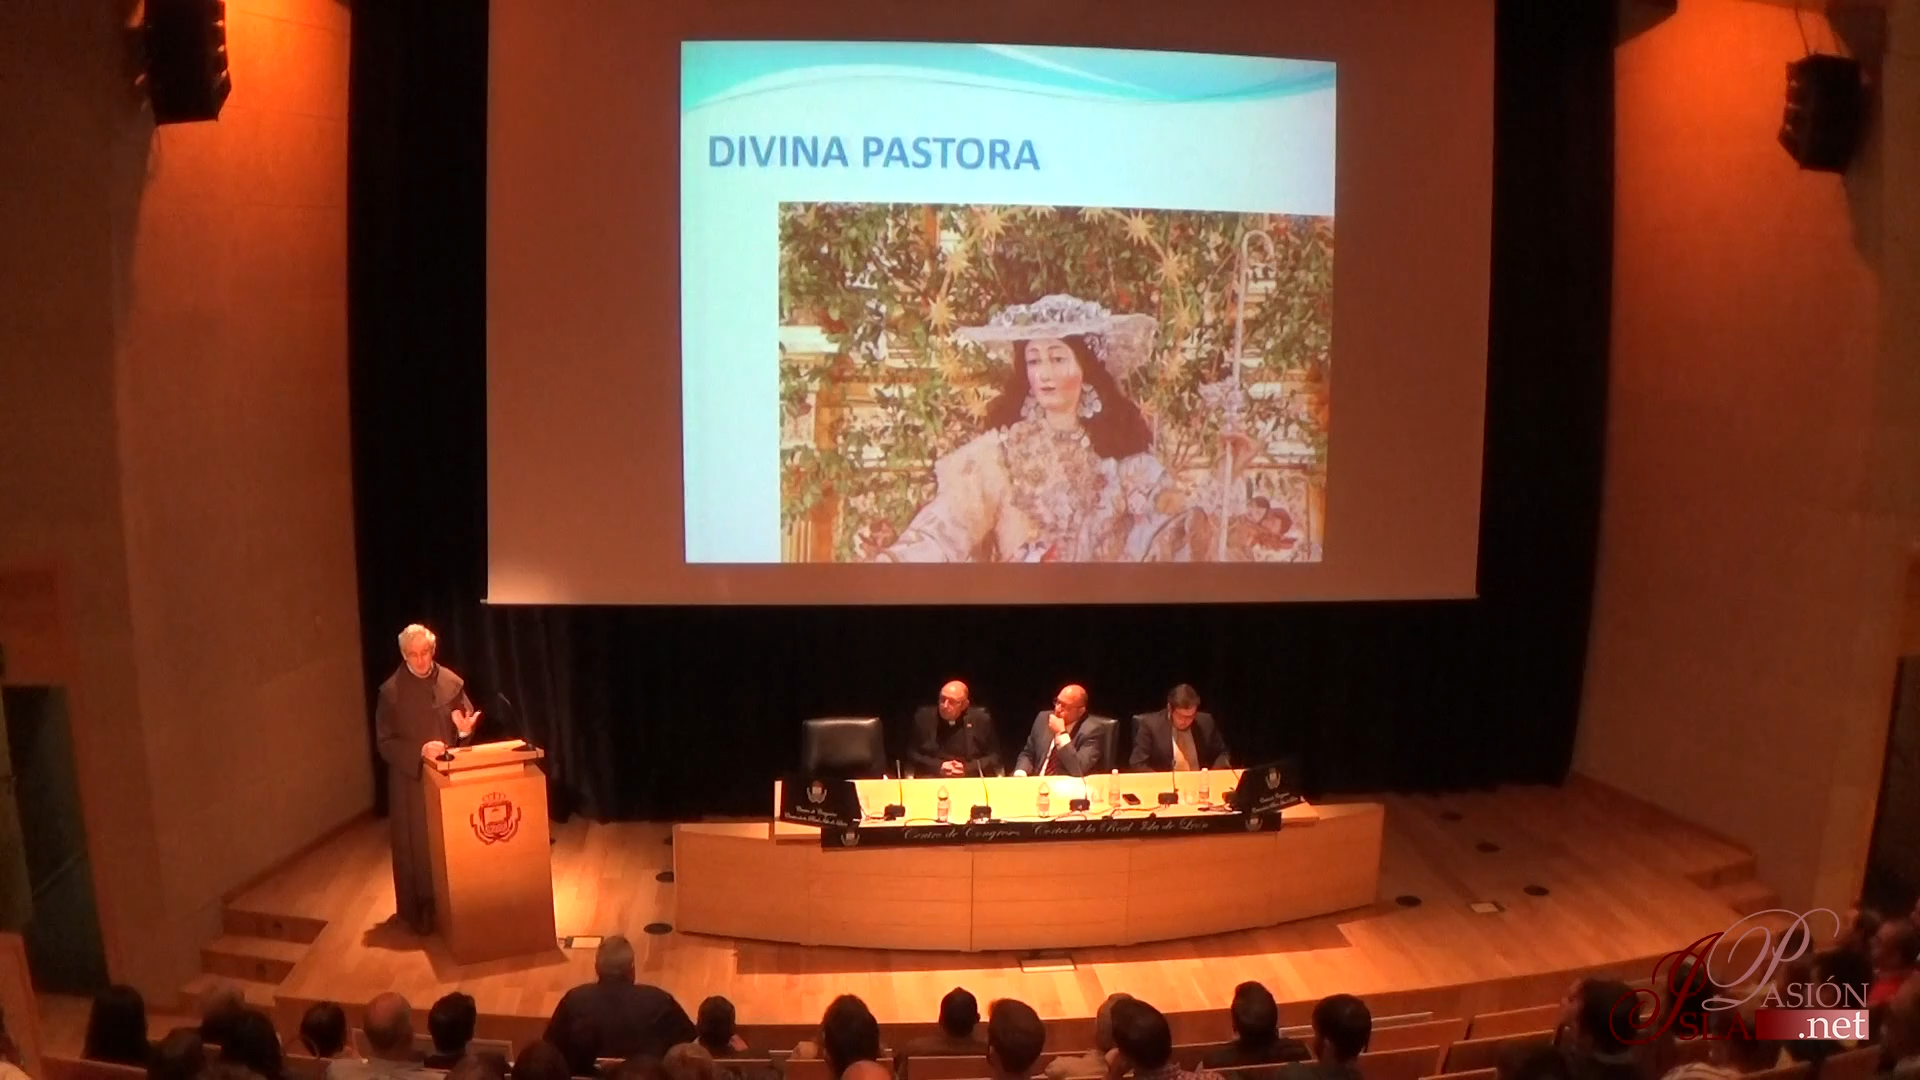 DIVINA PASTORA
Centro de Congresos Cortes de la Real Isla de León
PASIÓN
ISLA
.net